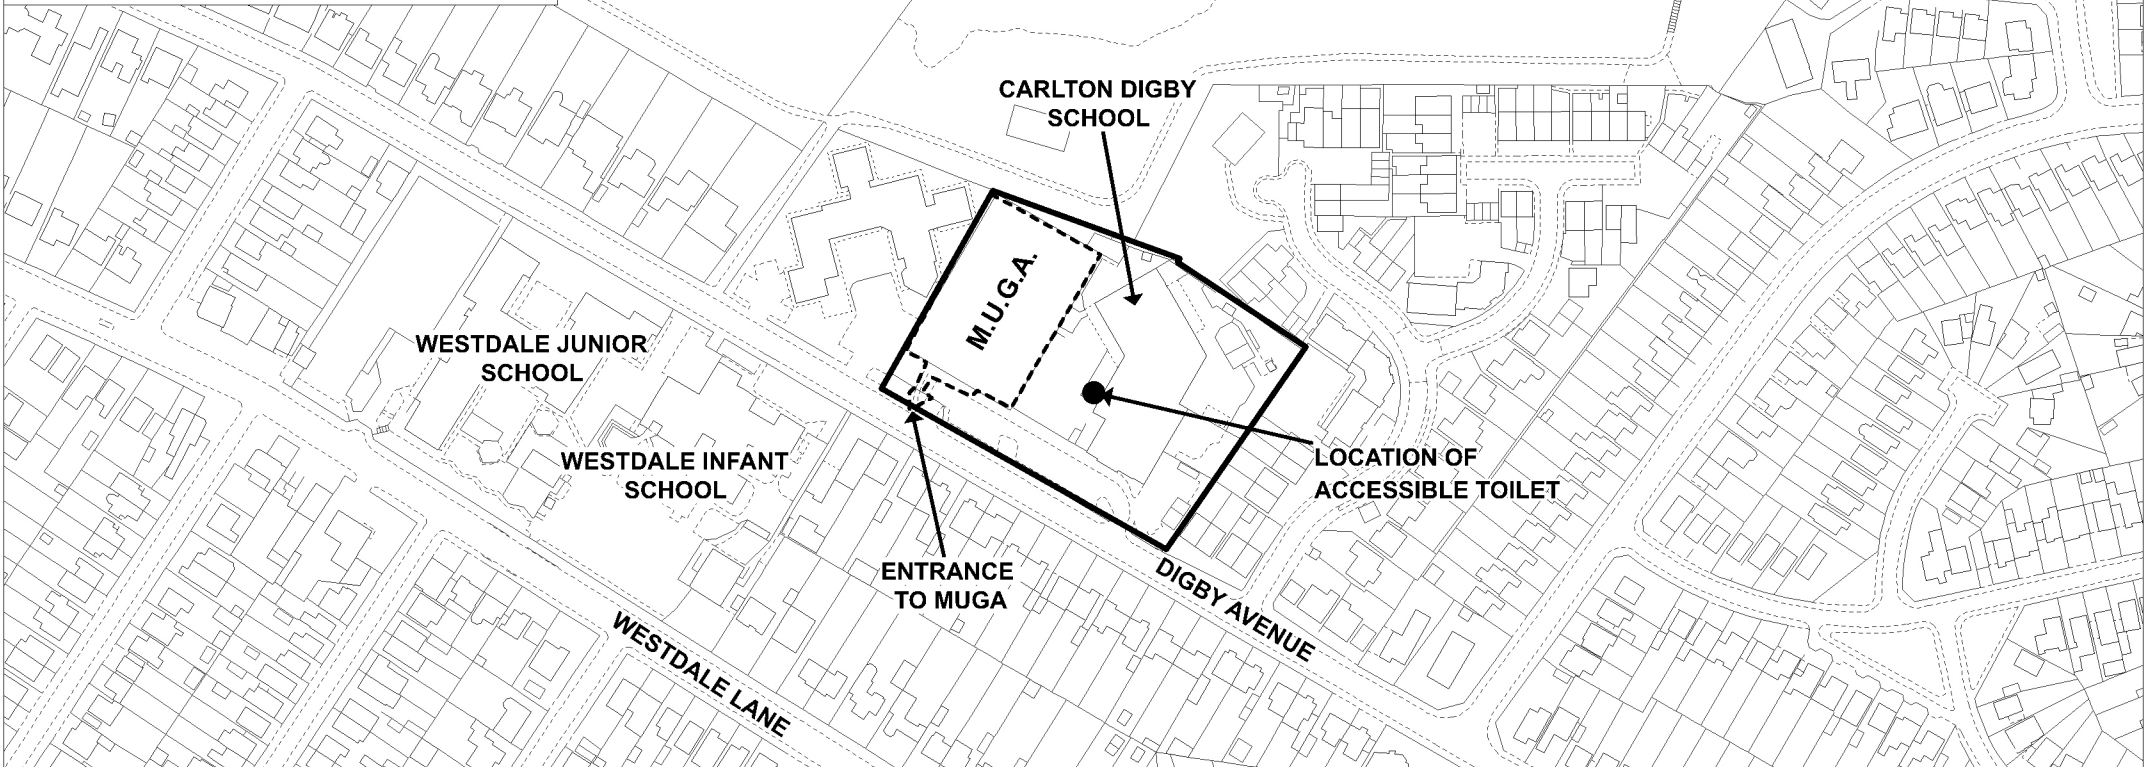 CARLTON DIGBY
SCHOOL
M.U.G.A.
WESTDALE JUNIOR
SCHOOL
WESTDALE INFANT
SCHOOL
LOCATION OF
ACCESSIBLE TOILET
ENTRANCE
TO MUGA
DIGBY AVENUE
WESTDALE LANE